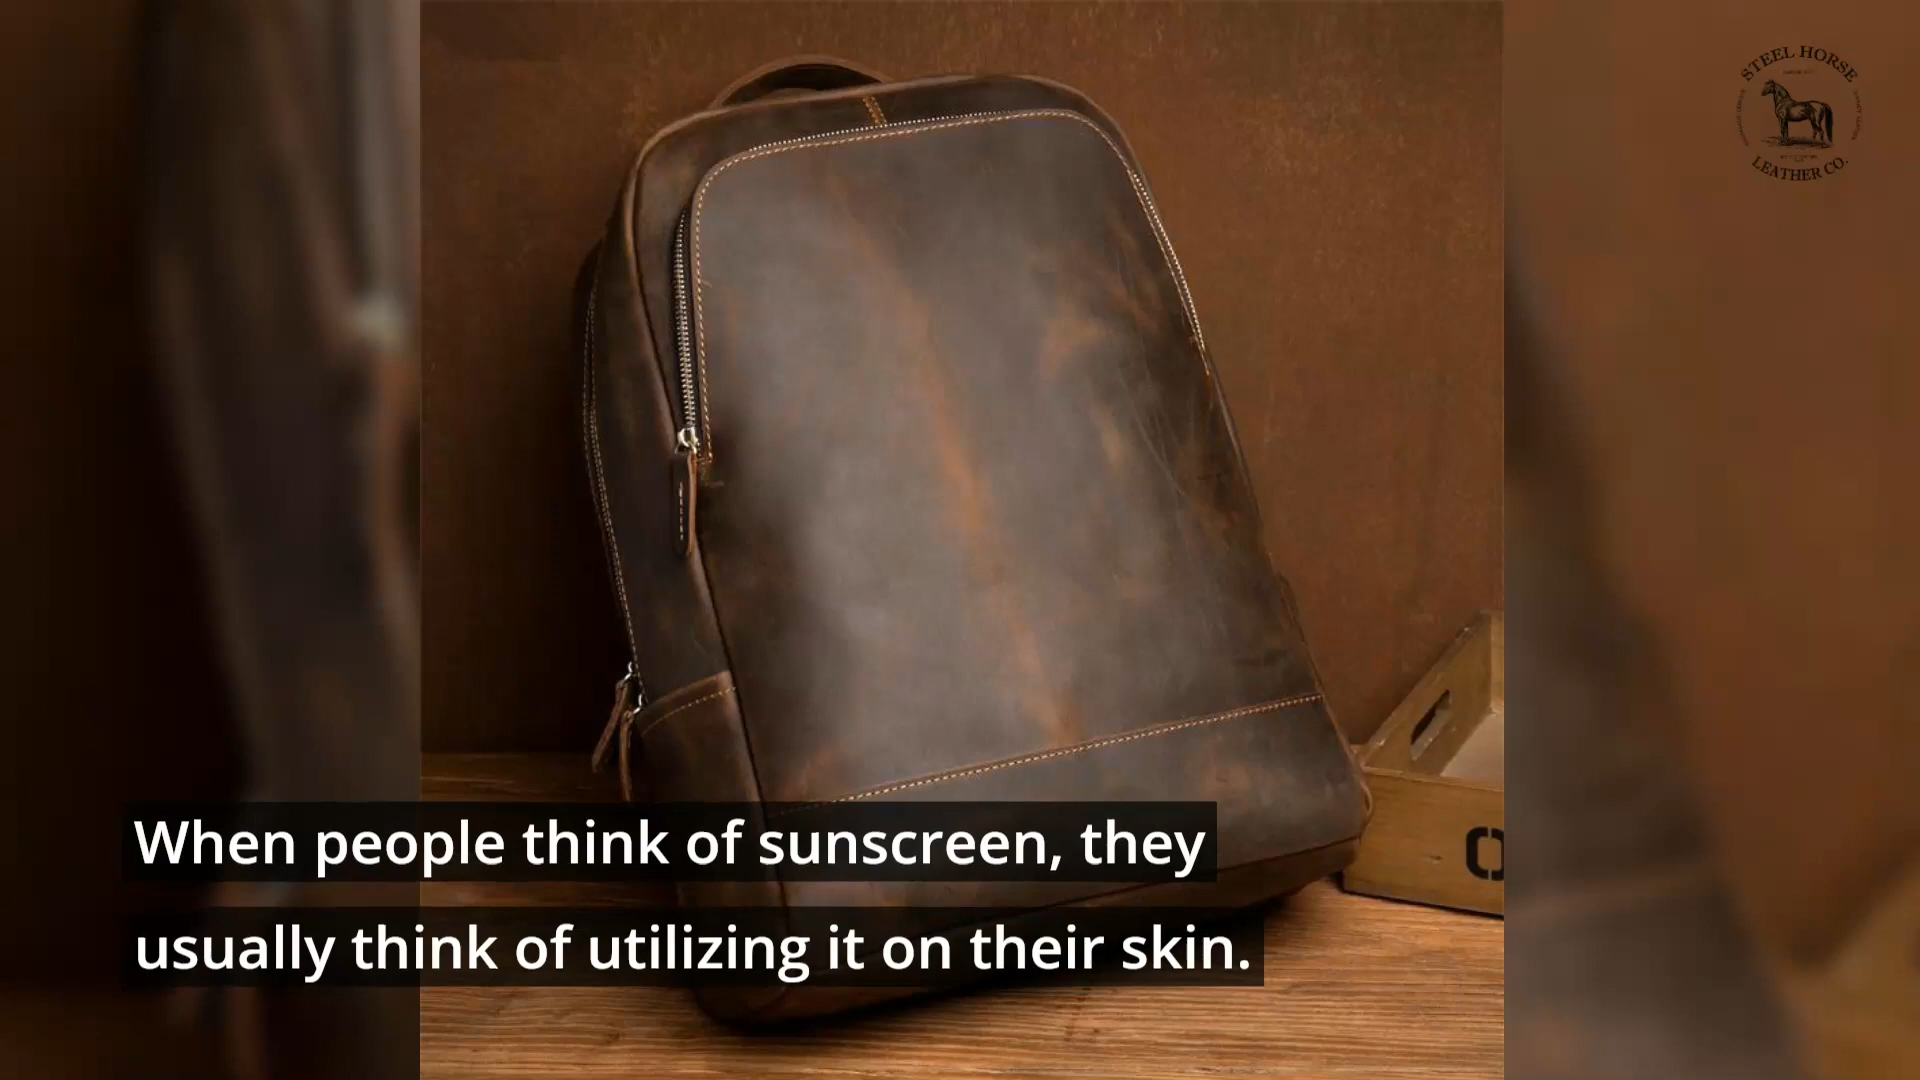 STEEL HORSE
LEATHER CO.
When people think of sunscreen, they
usually think of utilizing it on their skin.